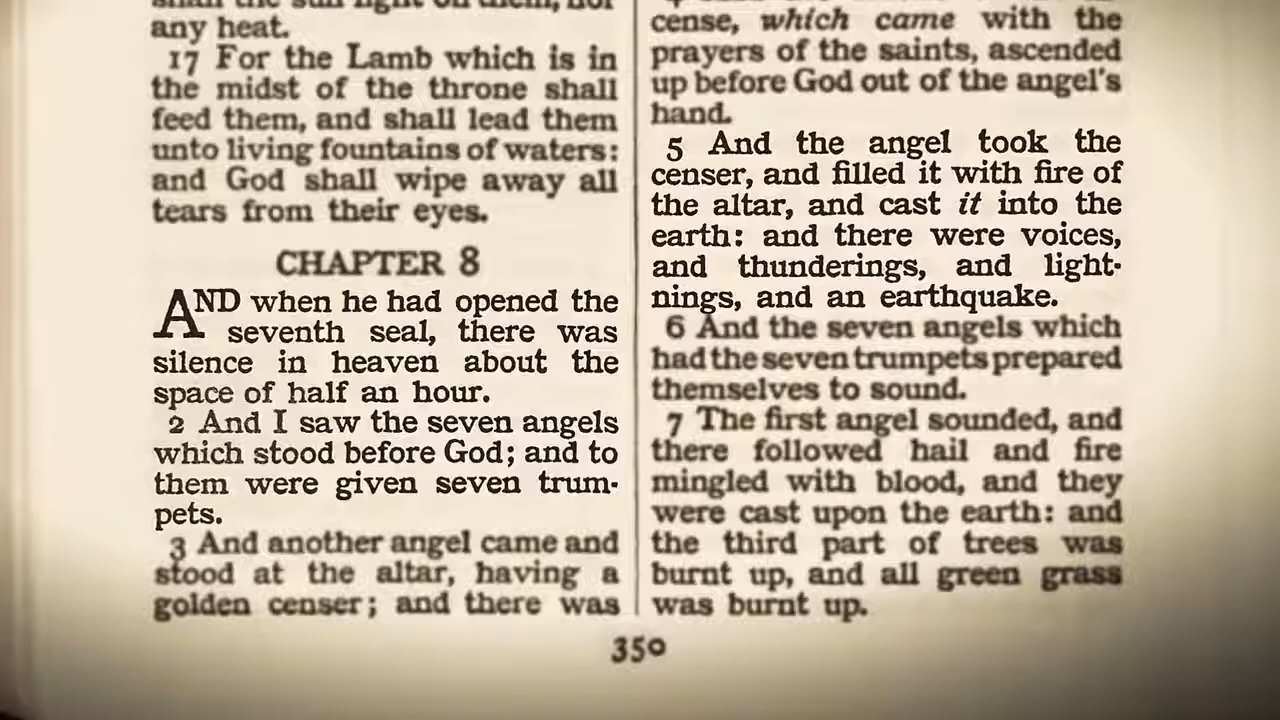 any heat.
17 For the Lamb which is in
the midst of the throne shall
feed them, and shall lead them
unto living fountains of waters:
and God shall wipe away all
tears from their eyes.
CHAPTER 8
AND when he had opened the
seventh seal, there was
silence in heaven about the
space of half an hour.
2 And I saw the seven angels
which stood before God; and to
them were given seven trum-
pets.
3 And another angel came and
stood at the altar, having a
golden censer; and there was
cense, which came with the
prayers of the saints, ascended
up before God out of the angel's
hand.
5 And the angel took the
censer, and filled it with fire of
the altar, and cast it into the
earth: and there were voices,
and thunderings, and light-
nings, and an earthquake.
6 And the seven angels which
had the seven trumpets prepared
themselves to sound.
7 The first angel sounded, and
there followed hail and fire
mingled with blood, and they
were cast upon the earth: and
the third part of trees was
burnt up, and all green grass
was burnt up.
350